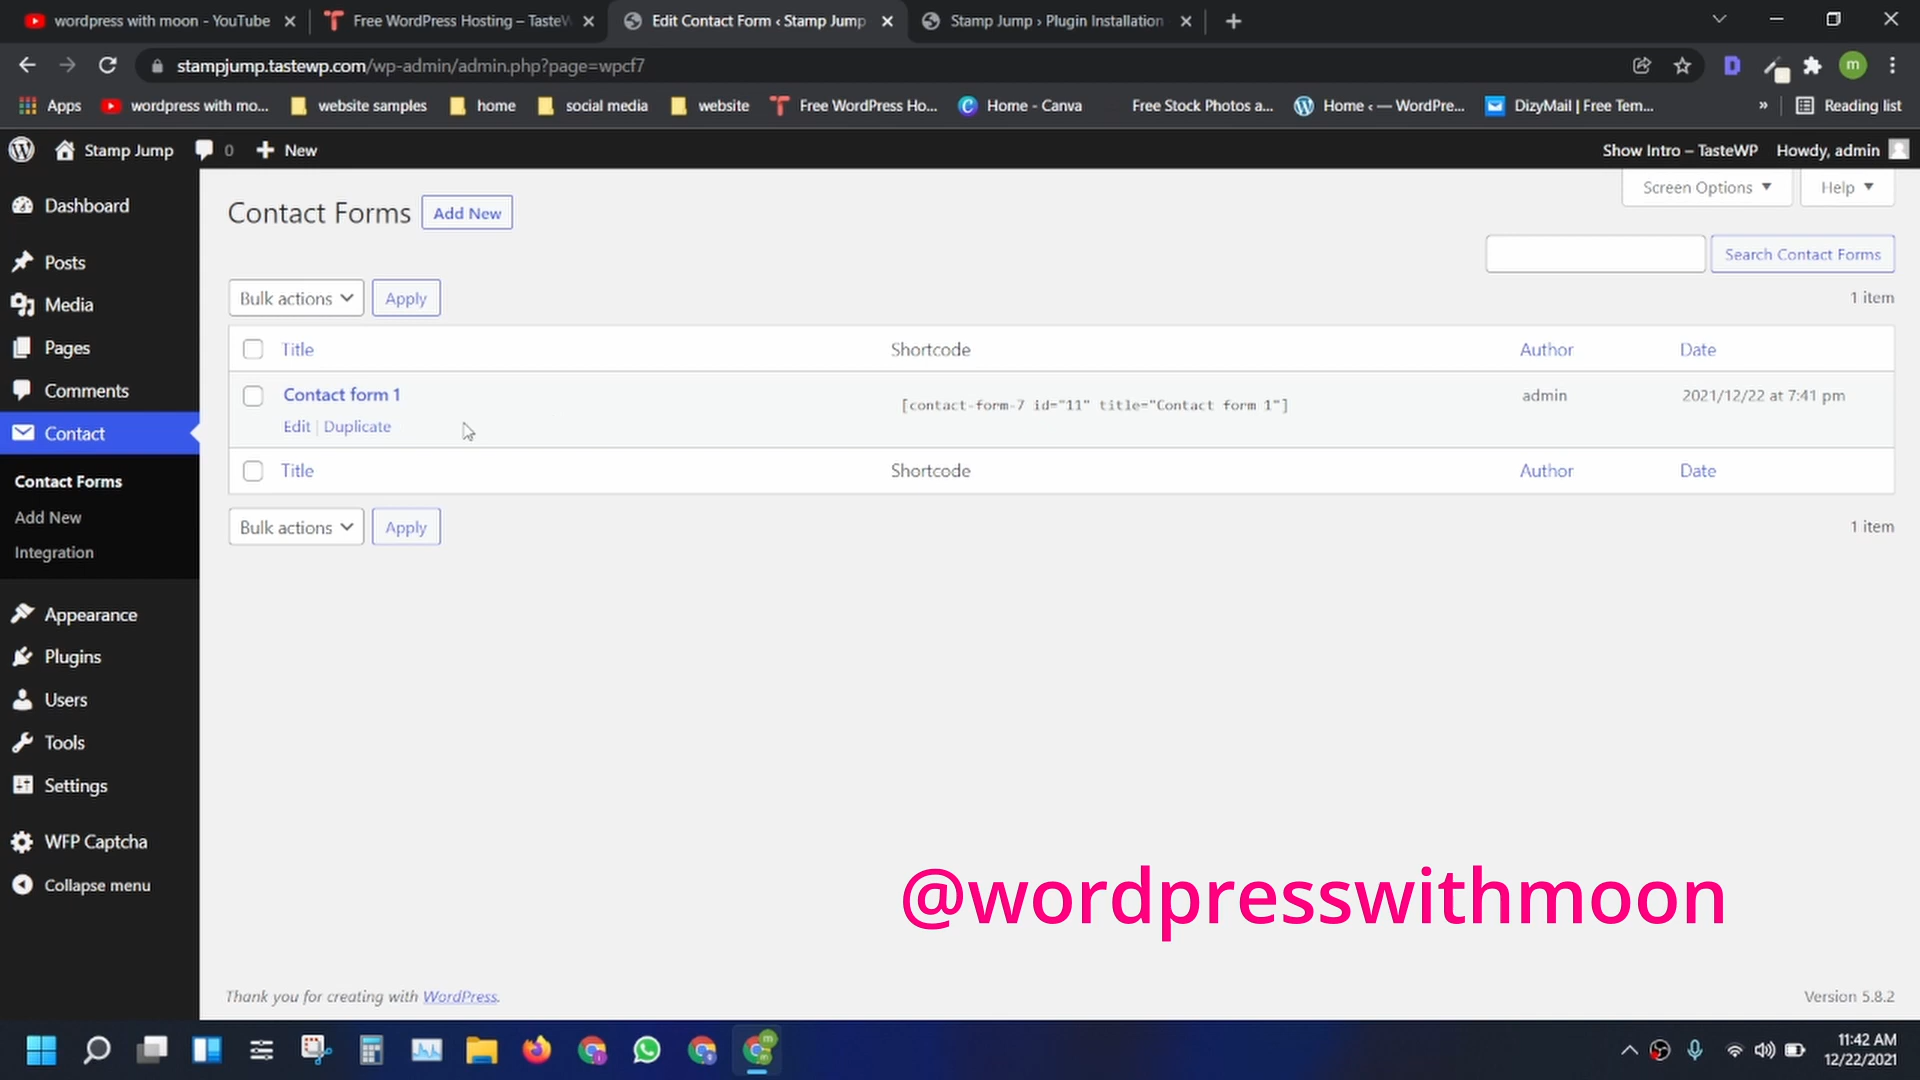 wordpress with moon - YouTube
Free WordPress Hosting – TasteW
Edit Contact Form ‹ Stamp Jump
Stamp Jump › Plugin Installation
stampjump.tastewp.com/wp-admin/admin.php?page=wpcf7
D
m
Apps
wordpress with mo...
website samples
home
social media
website
Free WordPress Ho...
Home - Canva
Free Stock Photos a...
Home ‹ — WordPre...
DizyMail | Free Tem...
»
Reading list
Stamp Jump
0
New
Show Intro – TasteWP
Howdy, admin
Dashboard
Posts
Media
Pages
Comments
Contact
Contact Forms
Add New
Integration
Appearance
Plugins
Users
Tools
Settings
WFP Captcha
Collapse menu
Screen Options
Help
Contact Forms
Add New
Search Contact Forms
Bulk actions
Apply
1 item
Title
Shortcode
Author
Date
Contact form 1
[contact-form-7 id="11" title="Contact form 1"]
admin
2021/12/22 at 7:41 pm
Edit | Duplicate
Title
Shortcode
Author
Date
Bulk actions
Apply
1 item
@wordpresswithmoon
Thank you for creating with WordPress.
Version 5.8.2
11:42 AM
12/22/2021